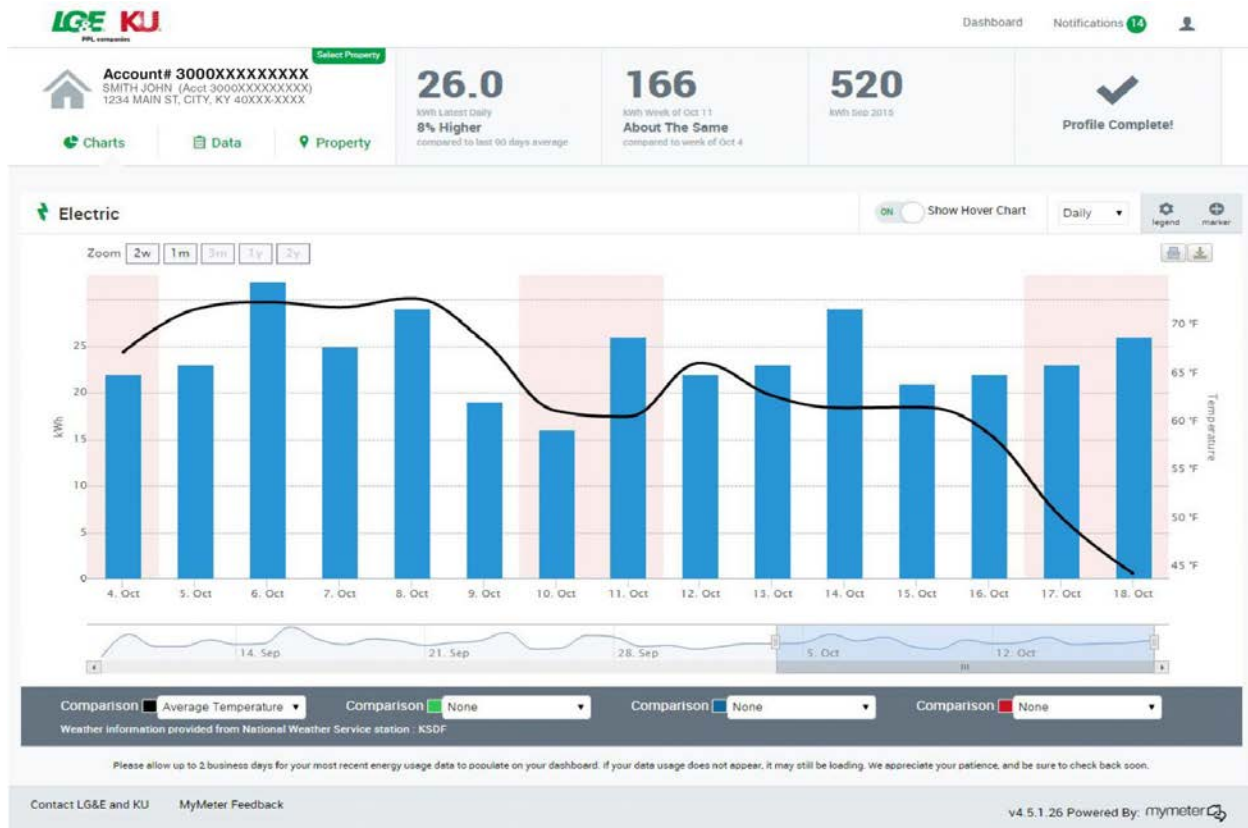 LG&E KU
PPL companies
Dashboard Notifications 14
Select Property
Account# 3000XXXXXXXXX
SMITH JOHN (Acct 3000XXXXXXXXX)
1234 MAIN ST, CITY, KY 40XXX-XXXX
Charts Data Property
26.0
kWh Latest Daily
8% Higher
compared to last 90 days average
166
kWh Week of Oct 11
About The Same
compared to week of Oct 4
520
kWh Sep 2015
Profile Complete!
Electric
ON Show Hover Chart Daily legend marker
Zoom 2w 1m 3m 1y 2y
25
20
15
10
5
0
kWh
70 °F
65 °F
60 °F
55 °F
50 °F
45 °F
Temperature
4. Oct 5. Oct 6. Oct 7. Oct 8. Oct 9. Oct 10. Oct 11. Oct 12. Oct 13. Oct 14. Oct 15. Oct 16. Oct 17. Oct 18. Oct
14. Sep 21. Sep 28. Sep 5. Oct 12. Oct
Comparison Average Temperature Comparison None Comparison None Comparison None
Weather information provided from National Weather Service station : KSDF
Please allow up to 2 business days for your most recent energy usage data to populate on your dashboard. If your data usage does not appear, it may still be loading. We appreciate your patience, and be sure to check back soon.
Contact LG&E and KU MyMeter Feedback v4.5.1.26 Powered By: mymeter